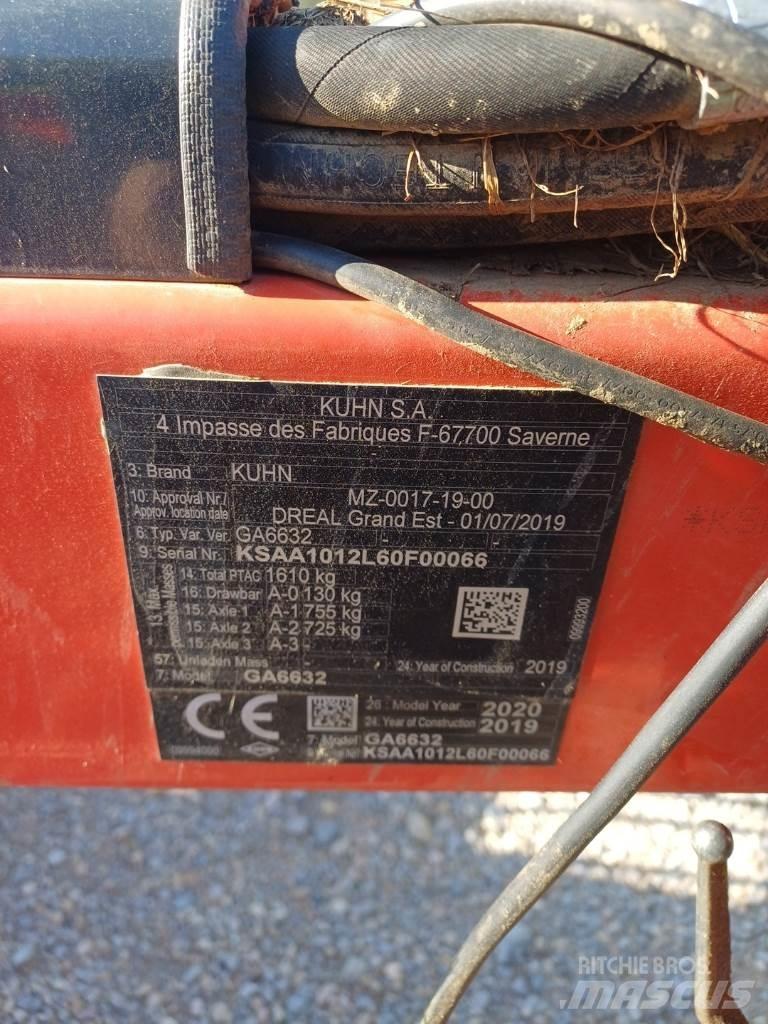 KUHN S.A.
4 Impasse des Fabriques F-67700 Saverne
-
3. Brand KUHN
10: Approval Nr./ MZ-0017-19-00
Approv. location date DREAL Grand Est - 01/07/2019
6: Typ. Var. Ver. GA6632 - -
9: Serial Nr. KSAA1012L60F00066
13: Max.
14: Total PTAC 1610 kg
16: Drawbar A-0 130 kg
15: Axle 1 A-1 755 kg
15: Axle 2 A-2 725 kg
15: Axle 3 A-3 -
57: Unladen Mass - 24: Year of Construction 2019
7: Model GA6632
09993200
CE
26: Model Year 2020
24: Year of Construction 2019
7: Model GA6632
KSAA1012L60F00066
RITCHIE BROS.
MASCUS